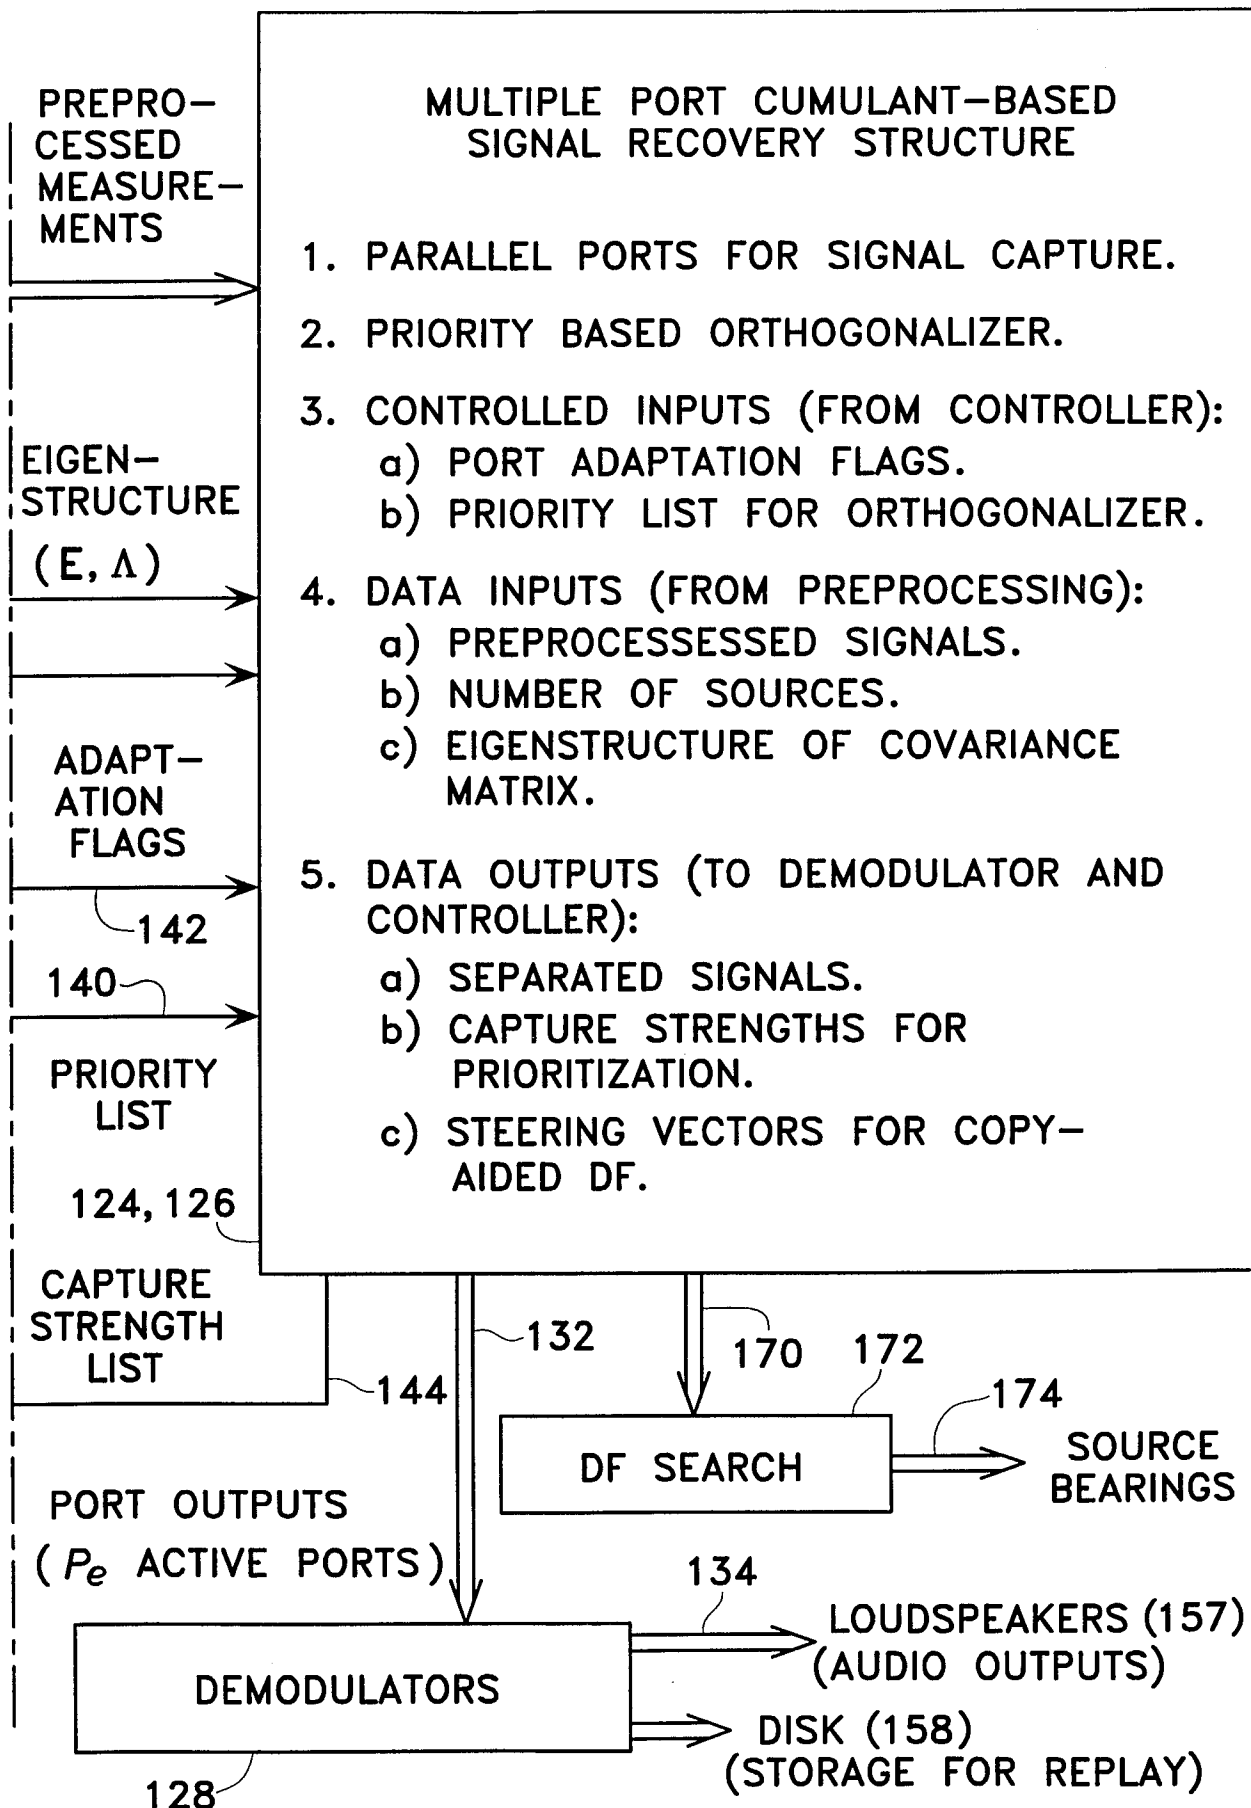 PREPRO-
CESSED
MEASURE-
MENTS
MULTIPLE PORT CUMULANT-BASED
SIGNAL RECOVERY STRUCTURE
1. PARALLEL PORTS FOR SIGNAL CAPTURE.
2. PRIORITY BASED ORTHOGONALIZER.
3. CONTROLLED INPUTS (FROM CONTROLLER):
a) PORT ADAPTATION FLAGS.
b) PRIORITY LIST FOR ORTHOGONALIZER.
4. DATA INPUTS (FROM PREPROCESSING):
a) PREPROCESSESSED SIGNALS.
b) NUMBER OF SOURCES.
c) EIGENSTRUCTURE OF COVARIANCE
MATRIX.
5. DATA OUTPUTS (TO DEMODULATOR AND
CONTROLLER):
a) SEPARATED SIGNALS.
b) CAPTURE STRENGTHS FOR
PRIORITIZATION.
c) STEERING VECTORS FOR COPY-
AIDED DF.
EIGEN-
STRUCTURE
(E, Λ)
ADAPT-
ATION
FLAGS
142
140
PRIORITY
LIST
124, 126
CAPTURE
STRENGTH
LIST
144
132
170
172
174
DF SEARCH
SOURCE
BEARINGS
PORT OUTPUTS
(Pe ACTIVE PORTS)
134
DEMODULATORS
LOUDSPEAKERS (157)
(AUDIO OUTPUTS)
DISK (158)
(STORAGE FOR REPLAY)
128